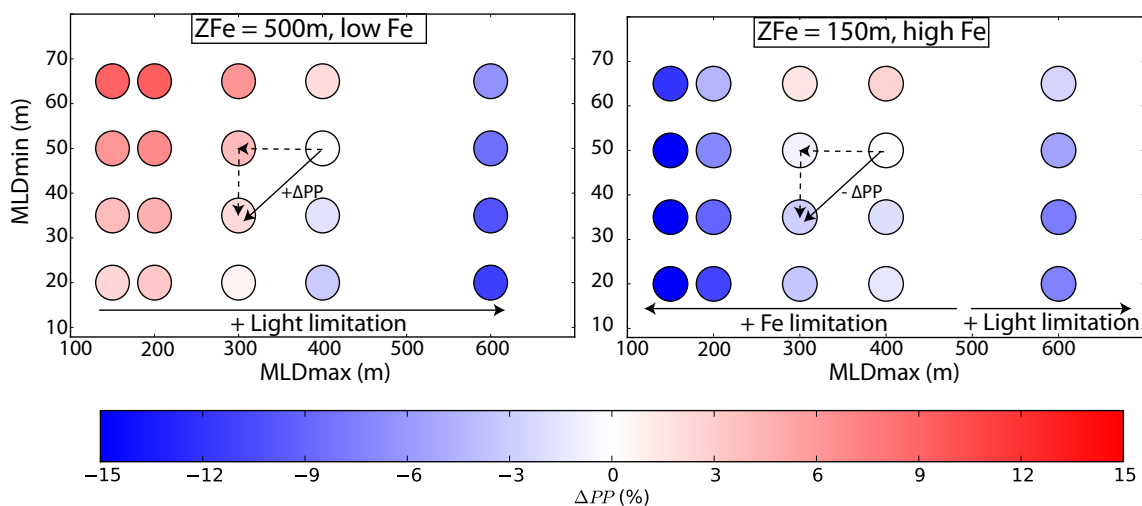 ZFe = 500m, low Fe
ZFe = 150m, high Fe
MLDmin (m)
70
60
50
40
30
20
10
+ΔPP
+ Light limitation
100 200 300 400 500 600
MLDmax (m)
70
60
50
40
30
20
10
- ΔPP
+ Fe limitation
+ Light limitation
100 200 300 400 500 600
MLDmax (m)
−15 −12 −9 −6 −3 0 3 6 9 12 15
ΔPP (%)